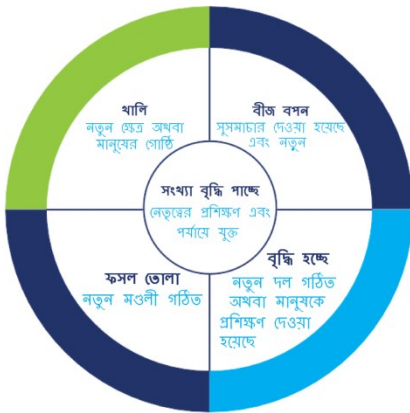 খালি
নতুন ক্ষেত্র অথবা
মানুষের গোষ্ঠি
বীজ বপন
সুসমাচার দেওয়া হয়েছে
এবং নতুন
সংখ্যা বৃদ্ধি পাচ্ছে
নেতৃত্বের প্রশিক্ষণ এবং
পর্যায়ে যুক্ত
ফসল তোলা
নতুন মণ্ডলী গঠিত
বৃদ্ধি হচ্ছে
নতুন দল গঠিত
অথবা মানুষকে
প্রশিক্ষণ দেওয়া
হয়েছে